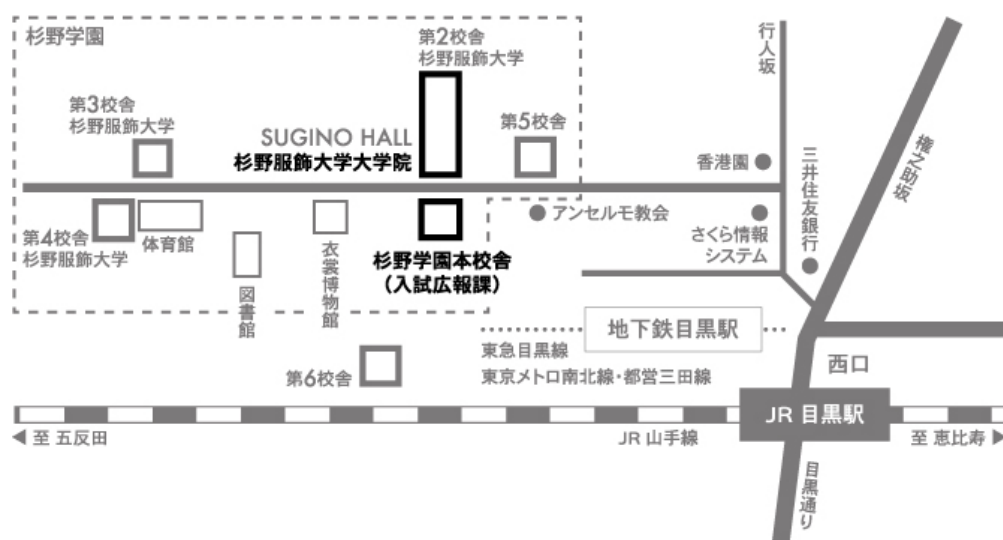 杉野学園
第2校舎
杉野服飾大学
第3校舎
杉野服飾大学
SUGINO HALL
杉野服飾大学大学院
第5校舎
行人坂
権之助坂
香港園
三井住友銀行
アンセルモ教会
さくら情報
システム
第4校舎
杉野服飾大学
体育館
図書館
衣裳博物館
杉野学園本校舎
（入試広報課）
地下鉄目黒駅
東急目黒線
東京メトロ南北線・都営三田線
第6校舎
西口
JR 目黒駅
◀ 至 五反田
JR 山手線
至 恵比寿 ▶
目黒通り